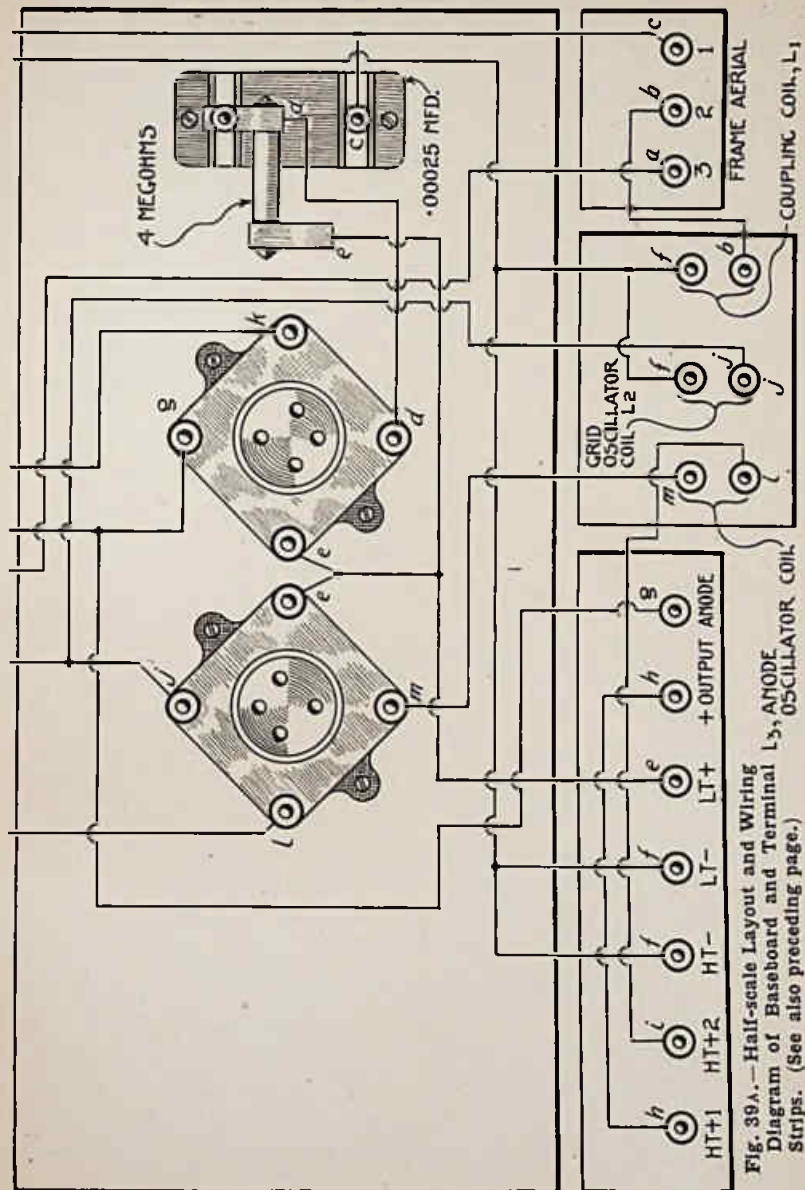 4 MEGOHMS
·00025 MFD.
d
c
e
g
k
d
e
e
j
l
m
c
b
a
1
2
3
FRAME AERIAL
COUPLING COIL, L1
f
b
GRID
OSCILLATOR
COIL L2
f
j
j
m
i
L3, ANODE
OSCILLATOR COIL
h
i
f
f
e
h
g
HT+1
HT+2
HT-
LT-
LT+
+ OUTPUT ANODE
Fig. 39A.—Half-scale Layout and Wiring
Diagram of Baseboard and Terminal
Strips. (See also preceding page.)